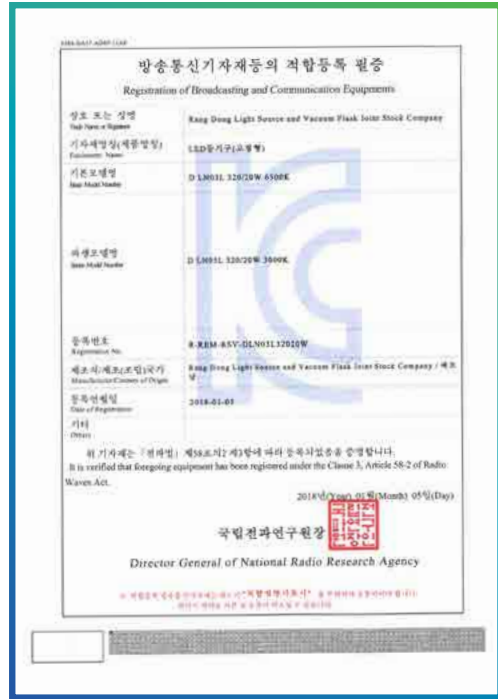 방송통신기자재등의 적합등록 필증
Registration of Broadcasting and Communication Equipments
상호 또는 성명
Trade Name or Registrant
Rang Dong Light Source and Vacuum Flask Joint Stock Company
기자재명칭(제품명칭)
Equipment Name
LED등기구(고정형)
기본모델명
Basic Model Number
D LN03L 320/20W 6500K
파생모델명
Series Model Number
D LN03L 320/20W 3000K
등록번호
Registration No.
R-REM-RSV-DLN03L32020W
제조자/제조(조립)국가
Manufacturer/Country of Origin
Rang Dong Light Source and Vacuum Flask Joint Stock Company / 베트남
등록연월일
Date of Registration
2018-01-05
기타
Others
위 기자재는 「전파법」 제58조의2 제3항에 따라 등록되었음을 증명합니다.
It is verified that foregoing equipment has been registered under the Clause 3, Article 58-2 of Radio
Waves Act.
2018년(Year) 01월(Month) 05일(Day)
국립전파연구원장
Director General of National Radio Research Agency